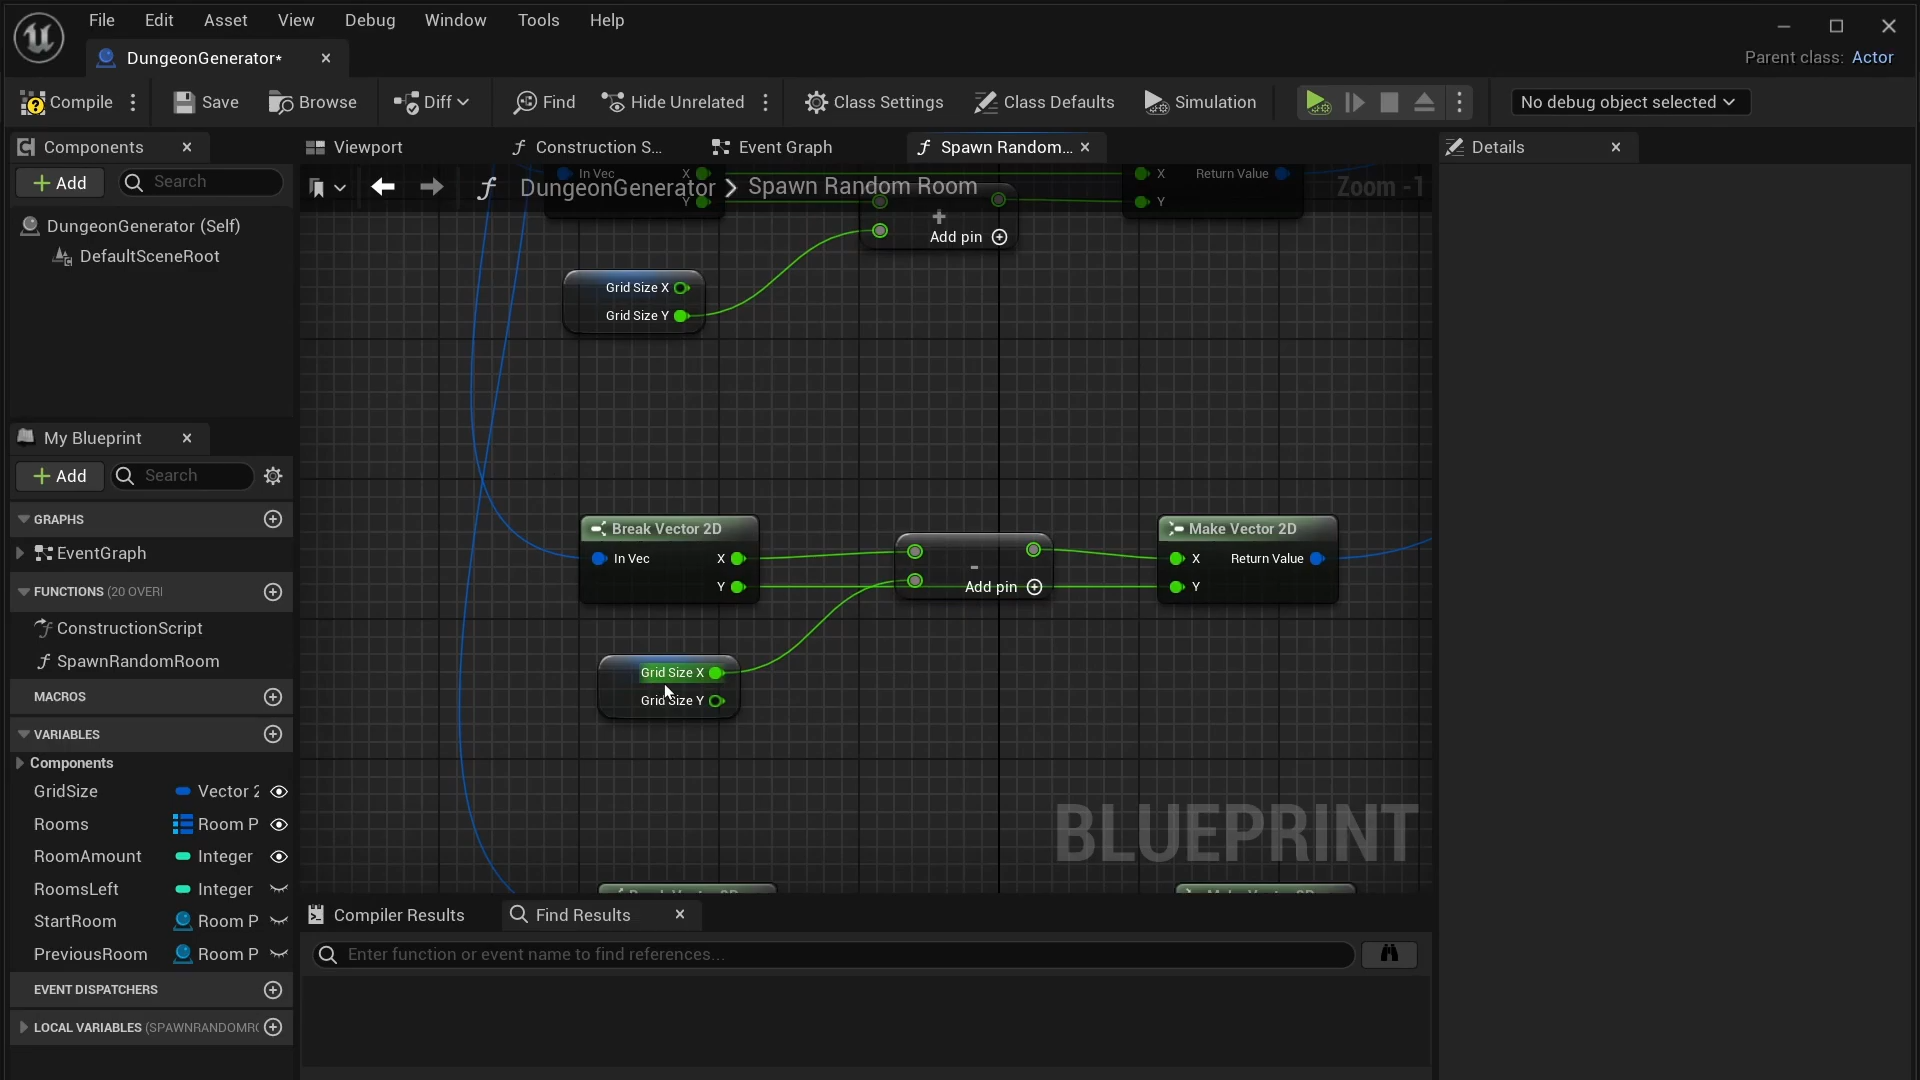 File Edit Asset View Debug Window Tools Help
DungeonGenerator*
Parent class: Actor
Compile Save Browse Diff Find Hide Unrelated Class Settings Class Defaults Simulation No debug object selected
Components
Viewport Construction S... Event Graph Spawn Random... Details
Add Search
DungeonGenerator > Spawn Random Room
Zoom -1
DungeonGenerator (Self)
DefaultSceneRoot
In Vec X
Y
Add pin
X Return Value
Y
Grid Size X
Grid Size Y
My Blueprint
Add Search
GRAPHS
EventGraph
FUNCTIONS (20 OVERI
ConstructionScript
SpawnRandomRoom
MACROS
VARIABLES
Components
GridSize Vector 2
Rooms Room P
RoomAmount Integer
RoomsLeft Integer
StartRoom Room P
PreviousRoom Room P
EVENT DISPATCHERS
LOCAL VARIABLES (SPAWNRANDOMR
Break Vector 2D
In Vec X
Y
-
Add pin
Make Vector 2D
X Return Value
Y
Grid Size X
Grid Size Y
BLUEPRINT
Compiler Results Find Results
Enter function or event name to find references...